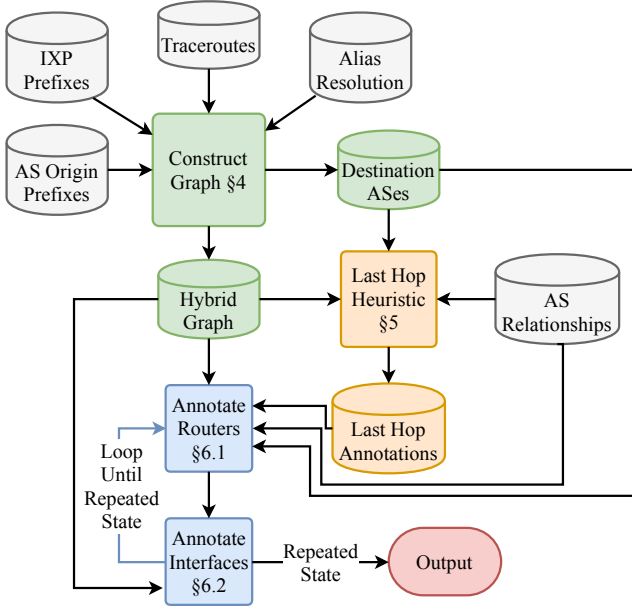 IXP
Prefixes
Traceroutes
Alias
Resolution
AS Origin
Prefixes
Construct
Graph §4
Destination
ASes
Hybrid
Graph
Last Hop
Heuristic
§5
AS
Relationships
Annotate
Routers
§6.1
Last Hop
Annotations
Loop
Until
Repeated
State
Annotate
Interfaces
§6.2
Repeated
State
Output